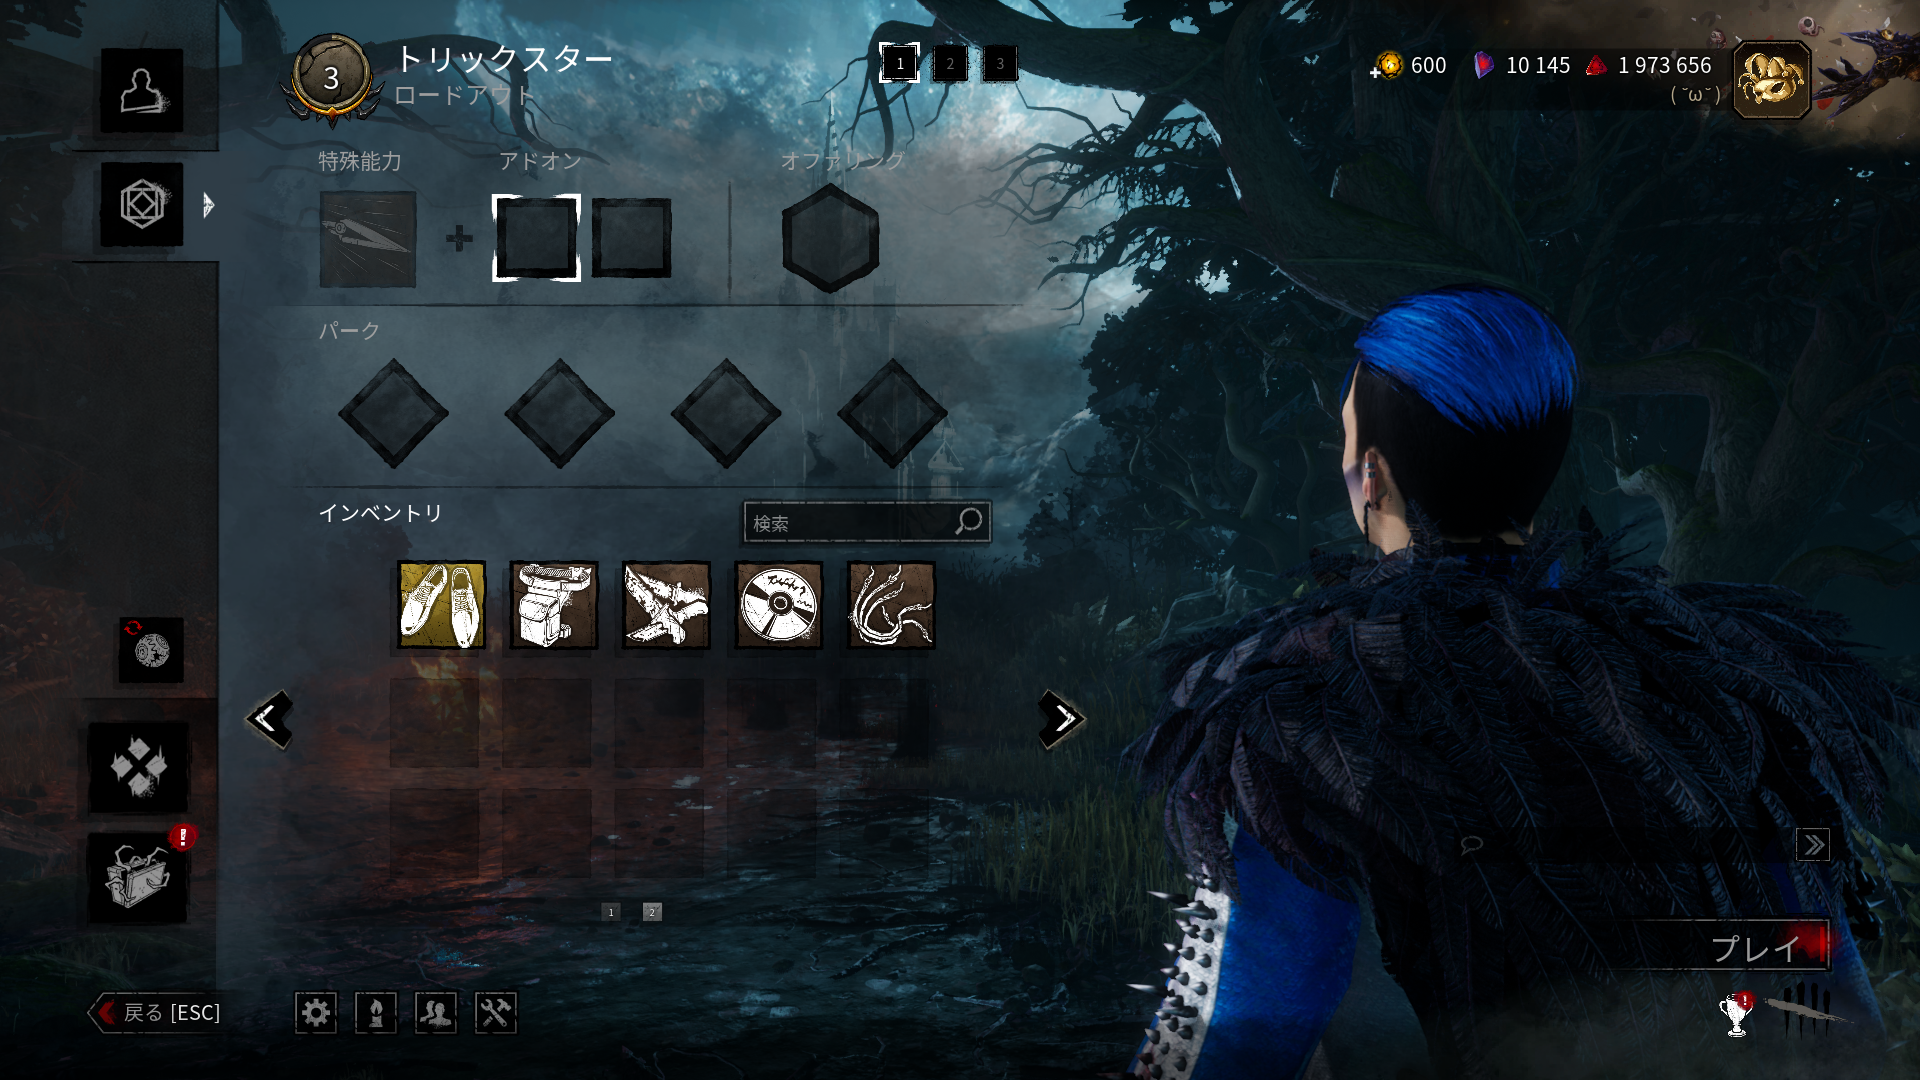 3
トリックスター
ロードアウト
1 2 3
600 10 145 1 973 656
( ˘ω˘ )
特殊能力 アドオン オファリング
パーク
インベントリ
検索
1 2
プレイ
戻る [ESC]